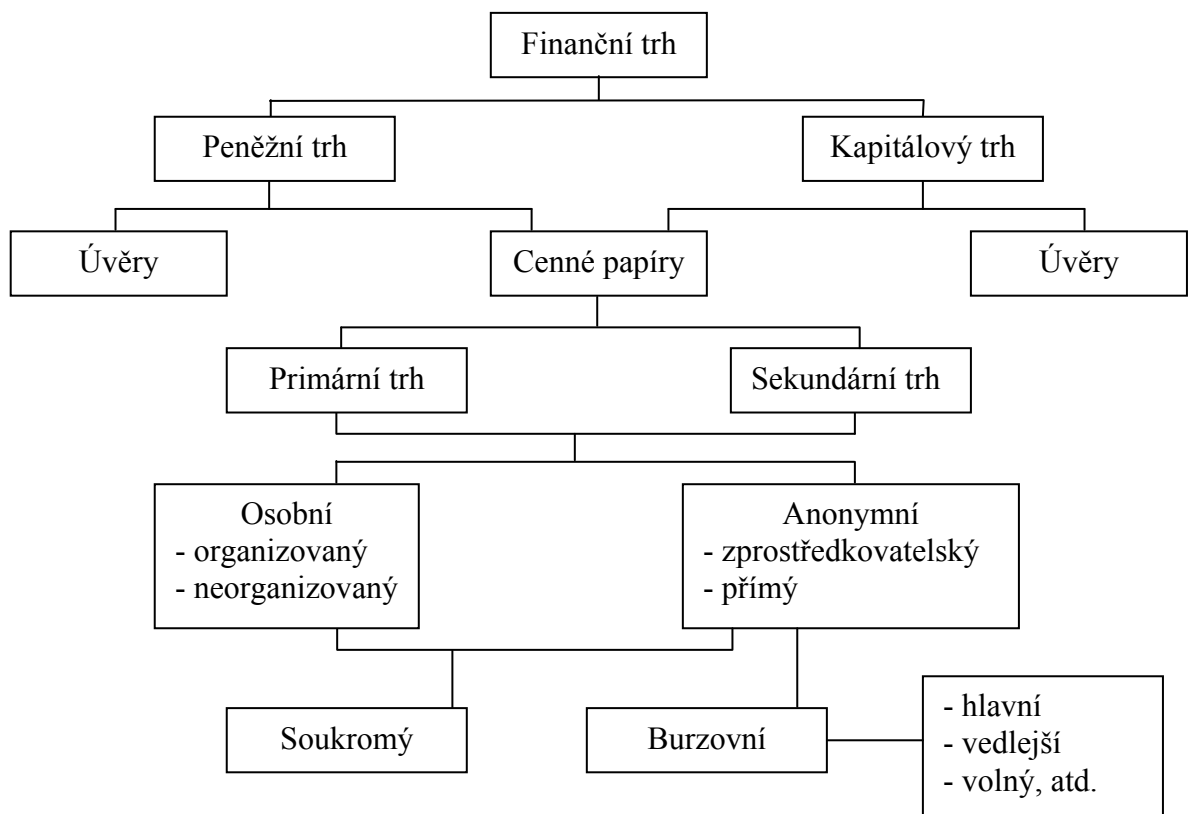 Finanční trh
Peněžní trh
Kapitálový trh
Úvěry
Cenné papíry
Úvěry
Primární trh
Sekundární trh
Osobní
- organizovaný
- neorganizovaný
Anonymní
- zprostředkovatelský
- přímý
Soukromý
Burzovní
- hlavní
- vedlejší
- volný, atd.